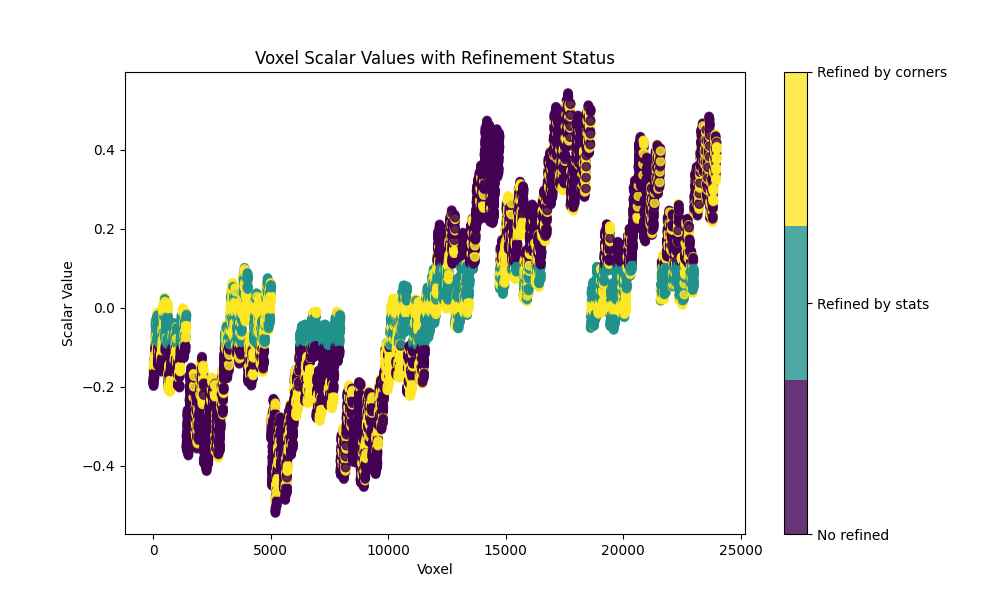 Voxel Scalar Values with Refinement Status
Refined by corners
Refined by stats
No refined
Scalar Value
0.4
0.2
0.0
−0.2
−0.4
0 5000 10000 15000 20000 25000
Voxel